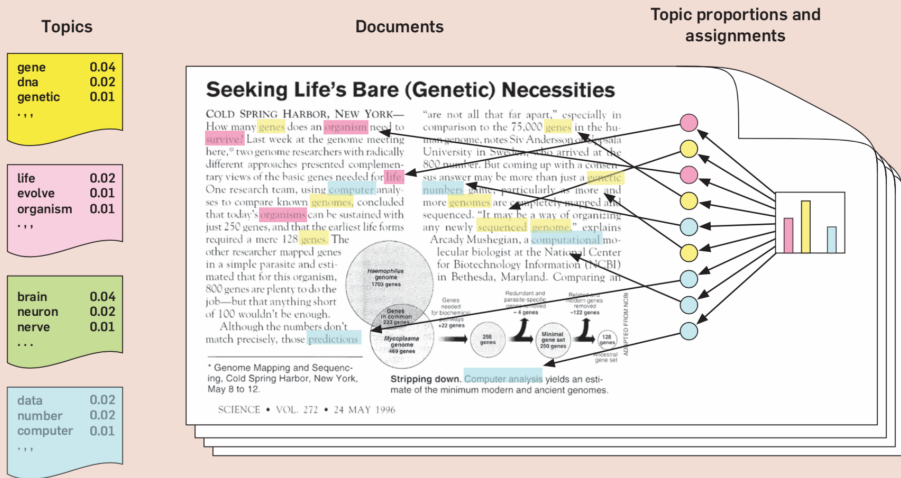 Topics
Documents
Topic proportions and
assignments
gene 0.04
dna 0.02
genetic 0.01
. , ,
life 0.02
evolve 0.01
organism 0.01
. , ,
brain 0.04
neuron 0.02
nerve 0.01
. . .
data 0.02
number 0.02
computer 0.01
. , ,
Seeking Life's Bare (Genetic) Necessities
COLD SPRING HARBOR, NEW YORK—
How many genes does an organism need to
survive? Last week at the genome meeting
here,* two genome researchers with radically
different approaches presented complemen-
tary views of the basic genes needed for life.
One research team, using computer analy-
ses to compare known genomes, concluded
that today's organisms can be sustained with
just 250 genes, and that the earliest life forms
required a mere 128 genes. The
other researcher mapped genes
in a simple parasite and esti-
mated that for this organism,
800 genes are plenty to do the
job—but that anything short
of 100 wouldn't be enough.
Although the numbers don't
match precisely, those predictions
* Genome Mapping and Sequenc-
ing, Cold Spring Harbor, New York,
May 8 to 12.
"are not all that far apart," especially in
comparison to the 75,000 genes in the hu-
man genome, notes Siv Andersson of Uppsala
University in Sweden, who arrived at the
800 number. But coming up with a consen-
sus answer may be more than just a genetic
numbers game, particularly as more and
more genomes are completely mapped and
sequenced. "It may be a way of organizing
any newly sequenced genome," explains
Arcady Mushegian, a computational mo-
lecular biologist at the National Center
for Biotechnology Information (NCBI)
in Bethesda, Maryland. Comparing an
Haemophilus
genome
1703 genes
Genes
in common
233 genes
Mycoplasma
genome
469 genes
Genes
needed
for biochemical
+22 genes
Redundant and
parasite-specific
– 4 genes
removed
–122 genes
256
genes
Minimal
gene set
250 genes
128
genes
Ancestral
gene set
ADAPTED FROM NCBI
Stripping down. Computer analysis yields an esti-
mate of the minimum modern and ancient genomes.
SCIENCE • VOL. 272 • 24 MAY 1996